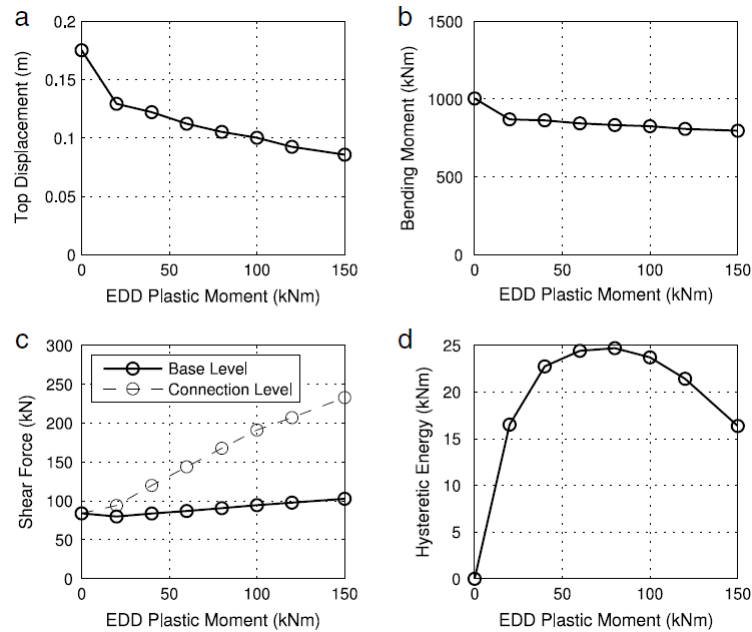 a
0.2
0.15
0.1
0.05
0
Top Displacement (m)
0 50 100 150
EDD Plastic Moment (kNm)
b
1500
1000
500
0
Bending Moment (kNm)
0 50 100 150
EDD Plastic Moment (kNm)
c
300
250
200
150
100
50
0
Shear Force (kN)
Base Level
Connection Level
0 50 100 150
EDD Plastic Moment (kNm)
d
25
20
15
10
5
0
Hysteretic Energy (kNm)
0 50 100 150
EDD Plastic Moment (kNm)